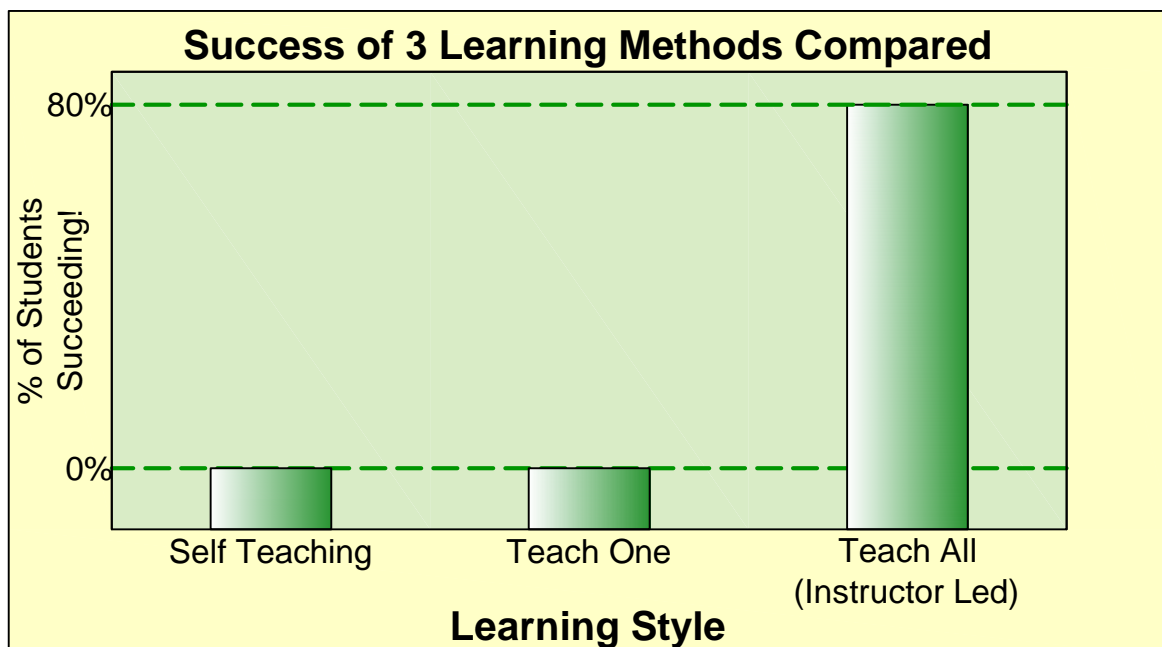 Success of 3 Learning Methods Compared
80%
% of Students
Succeeding!
0%
Self Teaching
Teach One
Teach All
(Instructor Led)
Learning Style